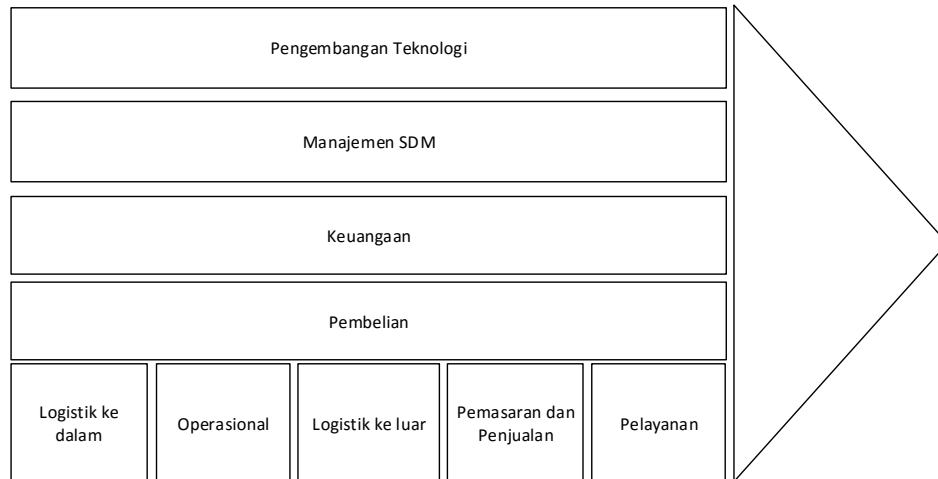 Pengembangan Teknologi
Manajemen SDM
Keuangaan
Pembelian
Logistik ke
dalam
Operasional
Logistik ke luar
Pemasaran dan
Penjualan
Pelayanan